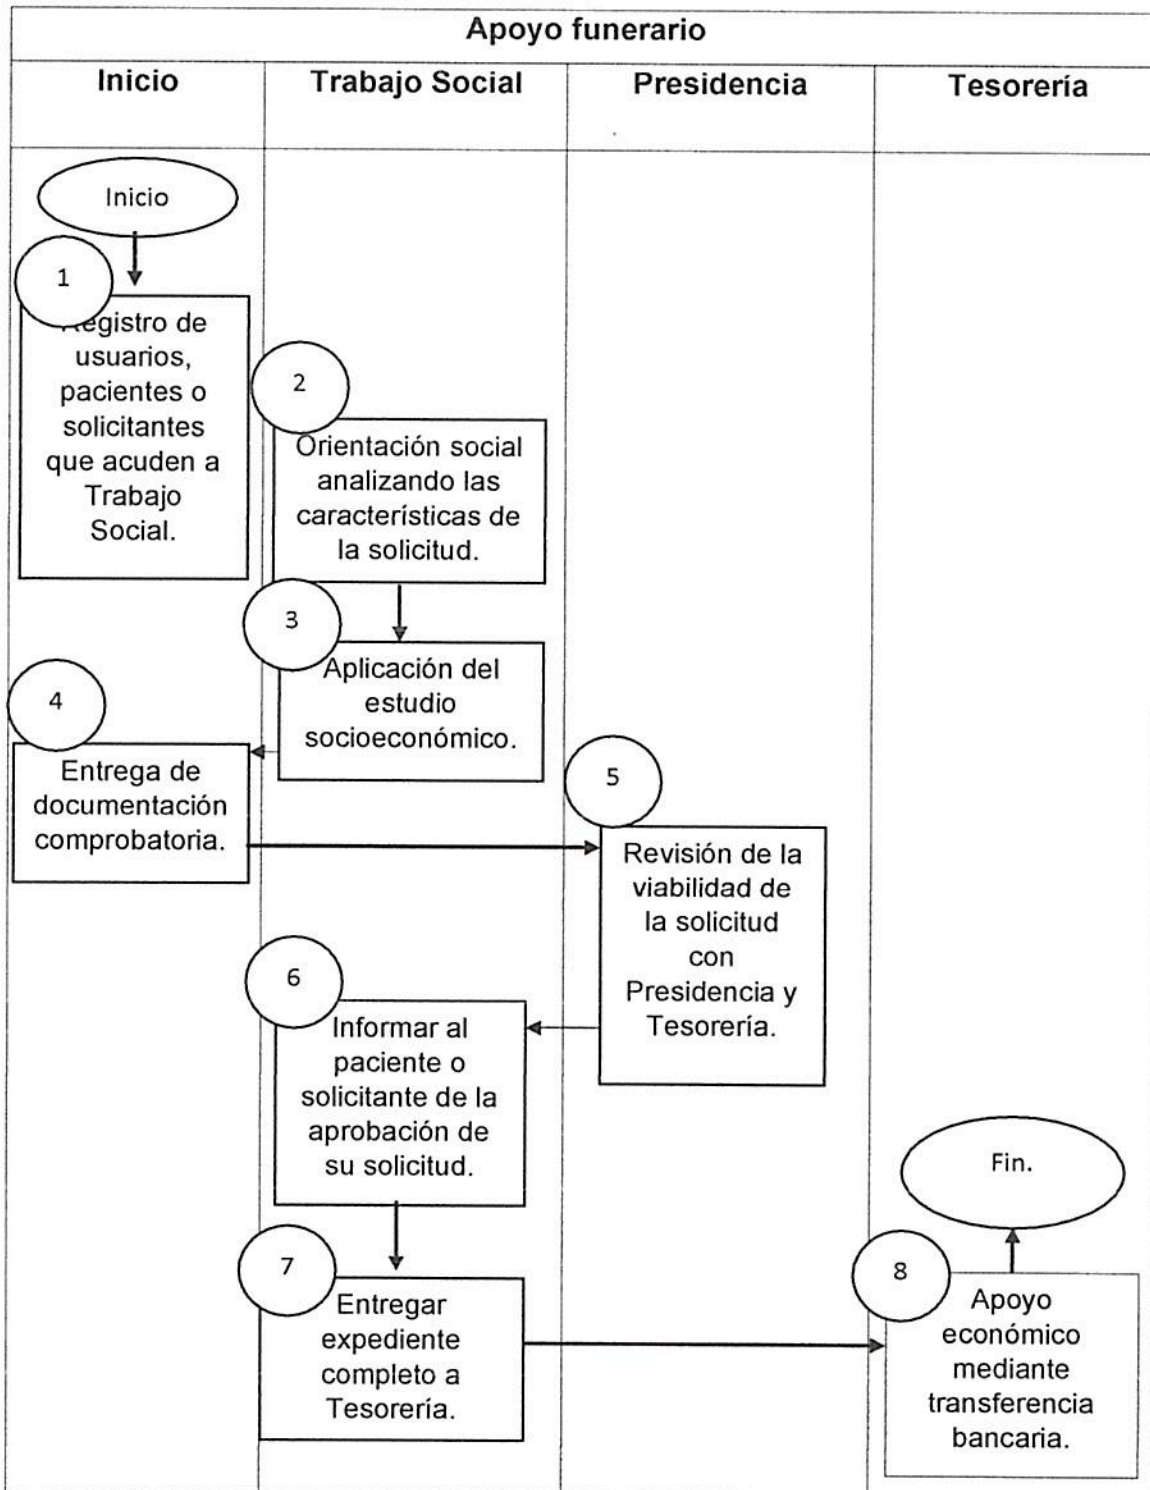 Apoyo funerario
Inicio
Trabajo Social
Presidencia
Tesorería
Inicio
1
Registro de
usuarios,
pacientes o
solicitantes
que acuden a
Trabajo
Social.
2
Orientación social
analizando las
características de
la solicitud.
3
Aplicación del
estudio
socioeconómico.
4
Entrega de
documentación
comprobatoria.
5
Revisión de la
viabilidad de
la solicitud
con
Presidencia y
Tesorería.
6
Informar al
paciente o
solicitante de la
aprobación de
su solicitud.
7
Entregar
expediente
completo a
Tesorería.
8
Apoyo
económico
mediante
transferencia
bancaria.
Fin.